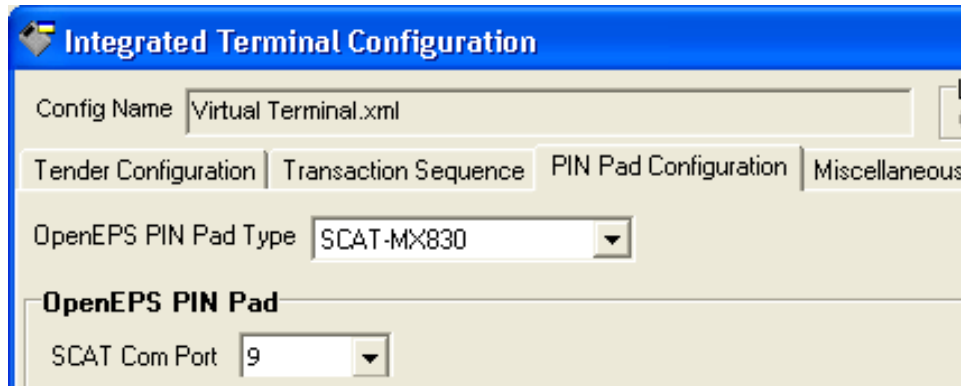 Integrated Terminal Configuration
Config Name Virtual Terminal.xml
Tender Configuration Transaction Sequence PIN Pad Configuration Miscellaneous
OpenEPS PIN Pad Type SCAT-MX830
OpenEPS PIN Pad
SCAT Com Port 9